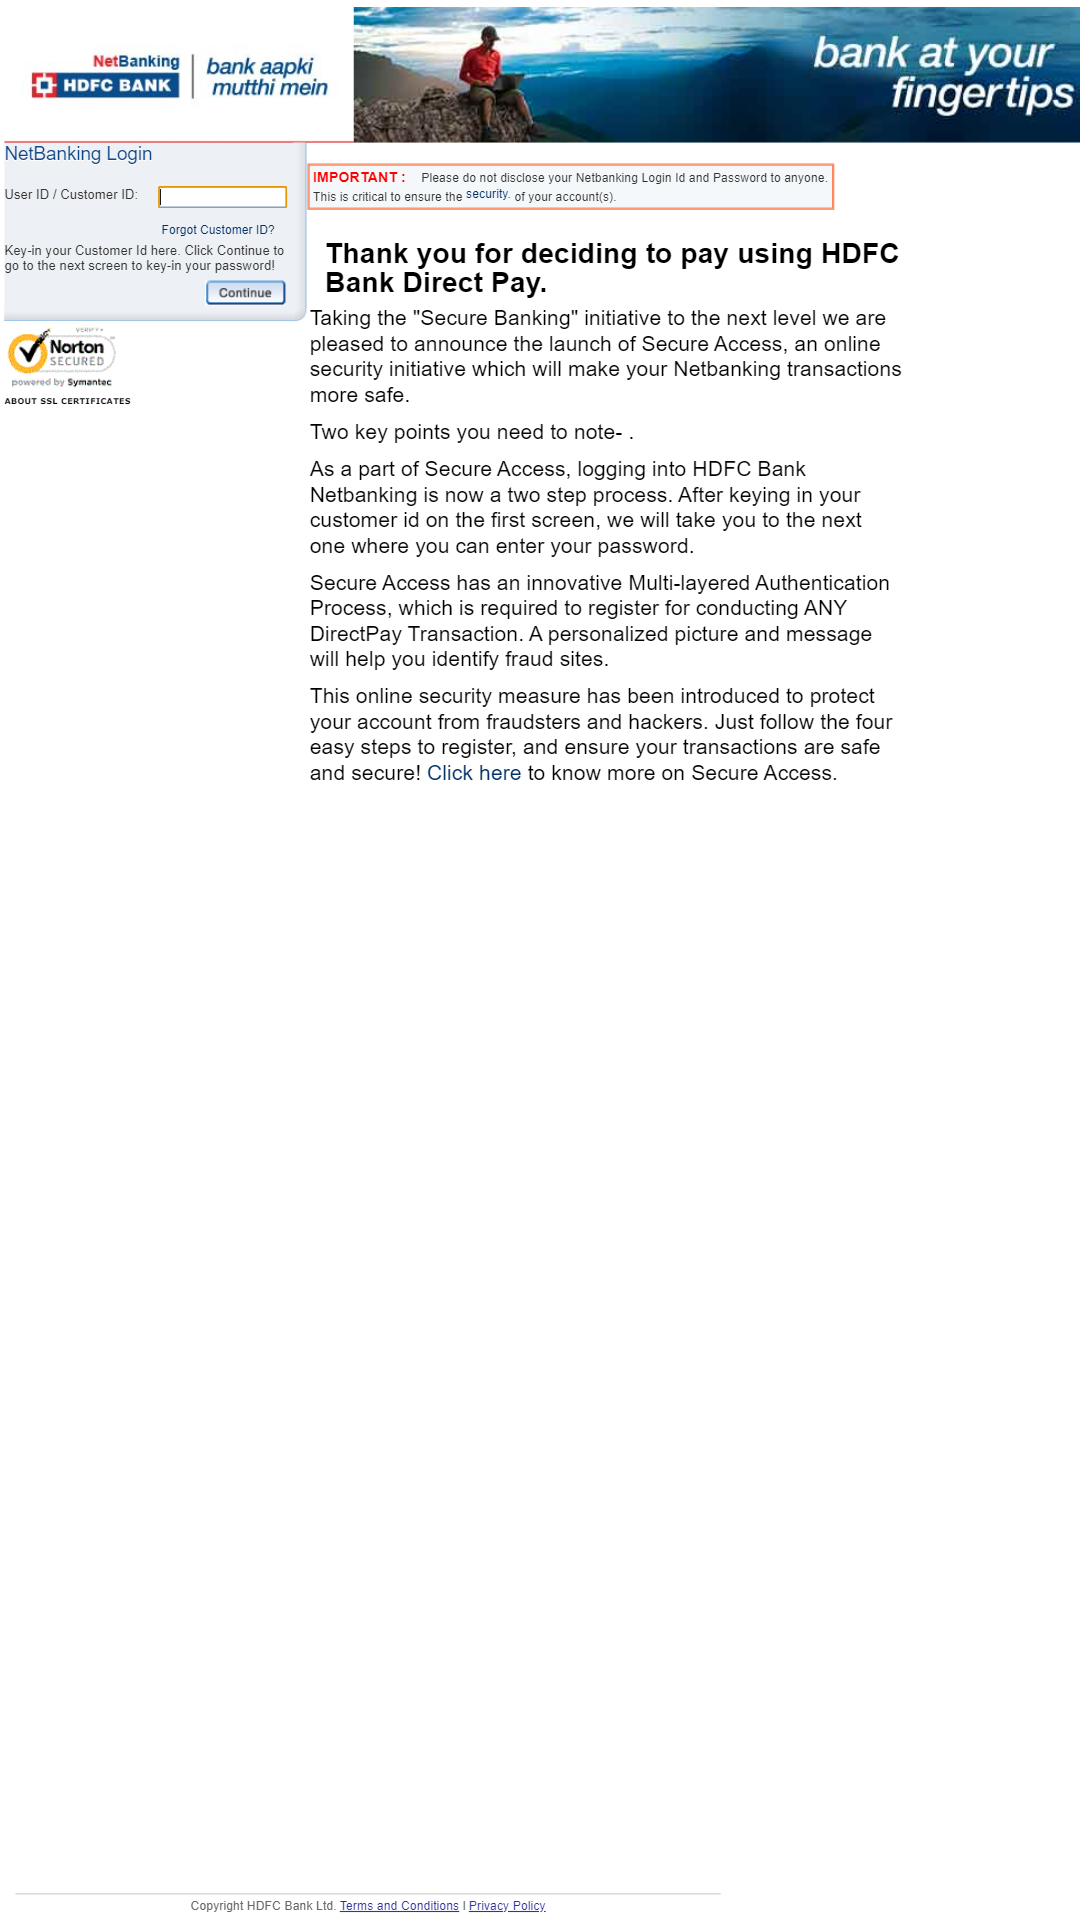 NetBanking
HDFC BANK
bank aapki
mutthi mein
bank at your
fingertips
NetBanking Login
User ID / Customer ID:
Forgot Customer ID?
Key-in your Customer Id here. Click Continue to
go to the next screen to key-in your password!
Continue
VERIFY
Norton
SECURED
powered by Symantec
ABOUT SSL CERTIFICATES
IMPORTANT : Please do not disclose your Netbanking Login Id and Password to anyone.
This is critical to ensure the security. of your account(s).
Thank you for deciding to pay using HDFC
Bank Direct Pay.
Taking the "Secure Banking" initiative to the next level we are
pleased to announce the launch of Secure Access, an online
security initiative which will make your Netbanking transactions
more safe.
Two key points you need to note- .
As a part of Secure Access, logging into HDFC Bank
Netbanking is now a two step process. After keying in your
customer id on the first screen, we will take you to the next
one where you can enter your password.
Secure Access has an innovative Multi-layered Authentication
Process, which is required to register for conducting ANY
DirectPay Transaction. A personalized picture and message
will help you identify fraud sites.
This online security measure has been introduced to protect
your account from fraudsters and hackers. Just follow the four
easy steps to register, and ensure your transactions are safe
and secure! Click here to know more on Secure Access.
Copyright HDFC Bank Ltd. Terms and Conditions | Privacy Policy